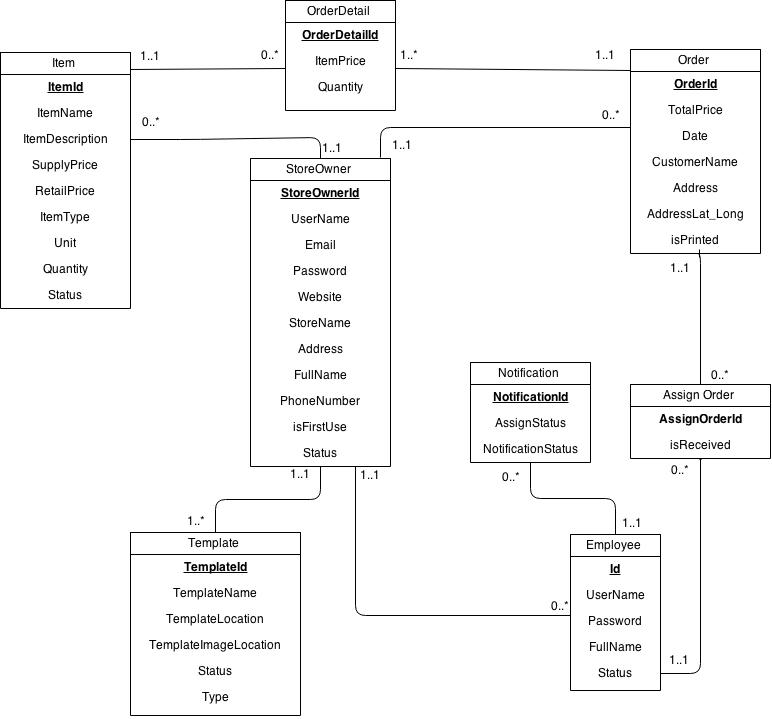 OrderDetail
OrderDetailId
ItemPrice
Quantity
1..1
0..*
1..*
1..1
Item
ItemId
ItemName
ItemDescription
SupplyPrice
RetailPrice
ItemType
Unit
Quantity
Status
Order
OrderId
TotalPrice
Date
CustomerName
Address
AddressLat_Long
isPrinted
0..*
1..1
1..1
0..*
StoreOwner
StoreOwnerId
UserName
Email
Password
Website
StoreName
Address
FullName
PhoneNumber
isFirstUse
Status
1..1
0..*
Notification
NotificationId
AssignStatus
NotificationStatus
Assign Order
AssignOrderId
isReceived
1..1
1..1
0..*
0..*
1..*
1..1
Template
TemplateId
TemplateName
TemplateLocation
TemplateImageLocation
Status
Type
Employee
Id
UserName
Password
FullName
Status
0..*
1..1